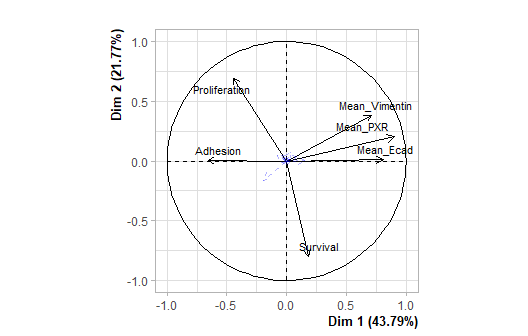 Dim 2 (21.77%)
1.0
0.5
0.0
-0.5
-1.0
Proliferation
Mean_Vimentin
Mean_PXR
Adhesion
Mean_Ecad
Survival
-1.0 -0.5 0.0 0.5 1.0
Dim 1 (43.79%)